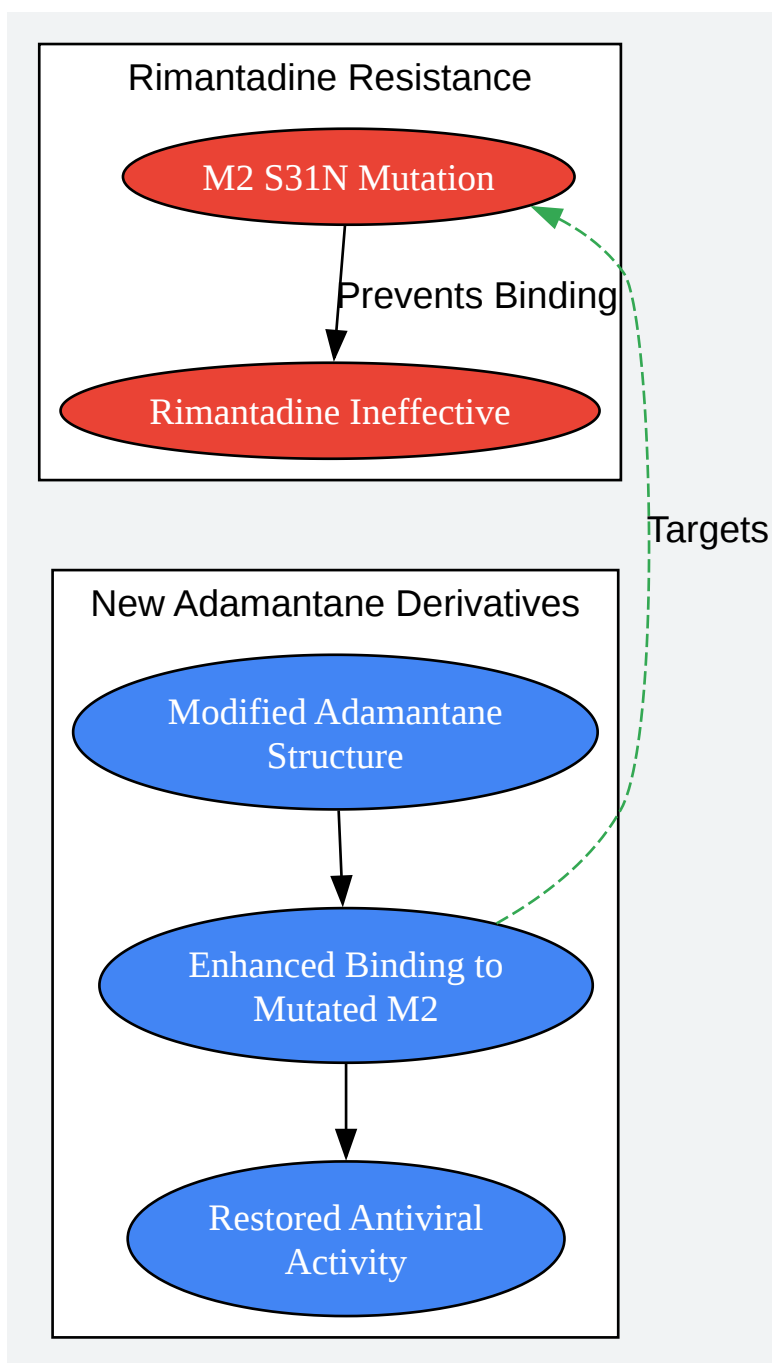 Rimantadine Resistance
M2 S31N Mutation
Prevents Binding
Rimantadine Ineffective
Targets
New Adamantane Derivatives
Modified Adamantane
Structure
Enhanced Binding to
Mutated M2
Restored Antiviral
Activity